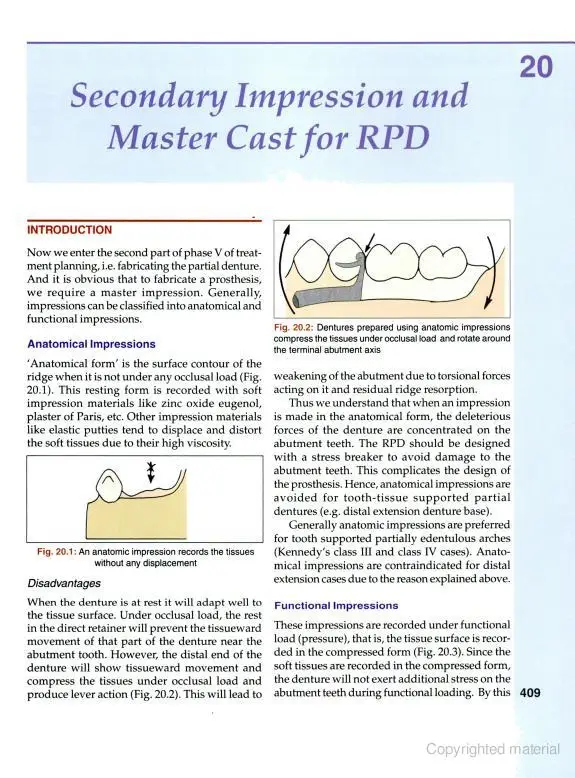 20
Secondary Impression and
Master Cast for RPD
INTRODUCTION
Now we enter the second part of phase V of treat-
ment planning, i.e. fabricating the partial denture.
And it is obvious that to fabricate a prosthesis,
we require a master impression. Generally,
impressions can be classified into anatomical and
functional impressions.
Anatomical Impressions
'Anatomical form' is the surface contour of the
ridge when it is not under any occlusal load (Fig.
20.1). This resting form is recorded with soft
impression materials like zinc oxide eugenol,
plaster of Paris, etc. Other impression materials
like elastic putties tend to displace and distort
the soft tissues due to their high viscosity.
Fig. 20.1: An anatomic impression records the tissues
without any displacement
Disadvantages
When the denture is at rest it will adapt well to
the tissue surface. Under occlusal load, the rest
in the direct retainer will prevent the tissueward
movement of that part of the denture near the
abutment tooth. However, the distal end of the
denture will show tissueward movement and
compress the tissues under occlusal load and
produce lever action (Fig. 20.2). This will lead to
Fig. 20.2: Dentures prepared using anatomic impressions
compress the tissues under occlusal load and rotate around
the terminal abutment axis
weakening of the abutment due to torsional forces
acting on it and residual ridge resorption.
Thus we understand that when an impression
is made in the anatomical form, the deleterious
forces of the denture are concentrated on the
abutment teeth. The RPD should be designed
with a stress breaker to avoid damage to the
abutment teeth. This complicates the design of
the prosthesis. Hence, anatomical impressions are
avoided for tooth-tissue supported partial
dentures (e.g. distal extension denture base).
Generally anatomic impressions are preferred
for tooth supported partially edentulous arches
(Kennedy's class III and class IV cases). Anato-
mical impressions are contraindicated for distal
extension cases due to the reason explained above.
Functional Impressions
These impressions are recorded under functional
load (pressure), that is, the tissue surface is recor-
ded in the compressed form (Fig. 20.3). Since the
soft tissues are recorded in the compressed form,
the denture will not exert additional stress on the
abutment teeth during functional loading. By this
409
Copyrighted material